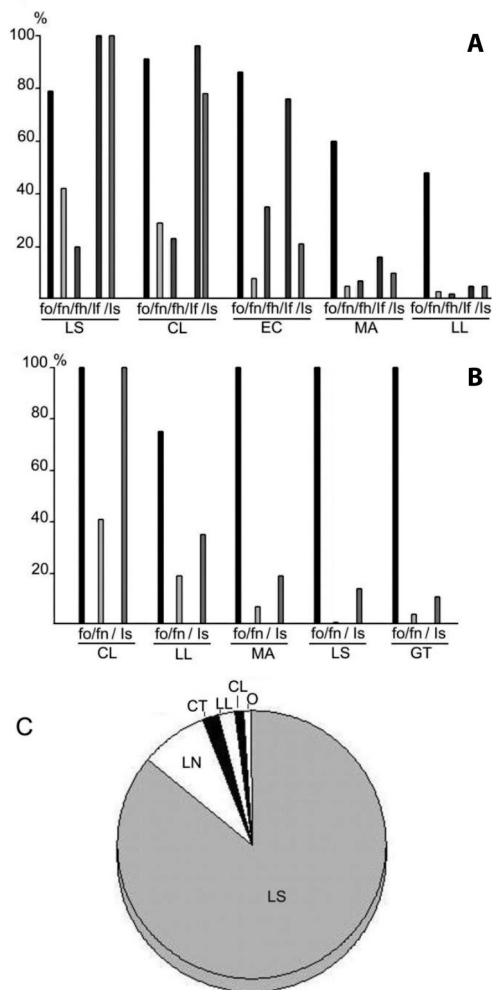 %
A
100
80
60
40
20
fo/fn/fh/lf /ls fo/fn/fh/lf /ls fo/fn/fh/lf /ls fo/fn/fh/lf /ls fo/fn/fh/lf /ls
LS CL EC MA LL
%
B
100
80
60
40
20
fo/fn / ls fo/fn / ls fo/fn / ls fo/fn / ls fo/fn / ls
CL LL MA LS GT
C
CT LL CL O
LN
LS